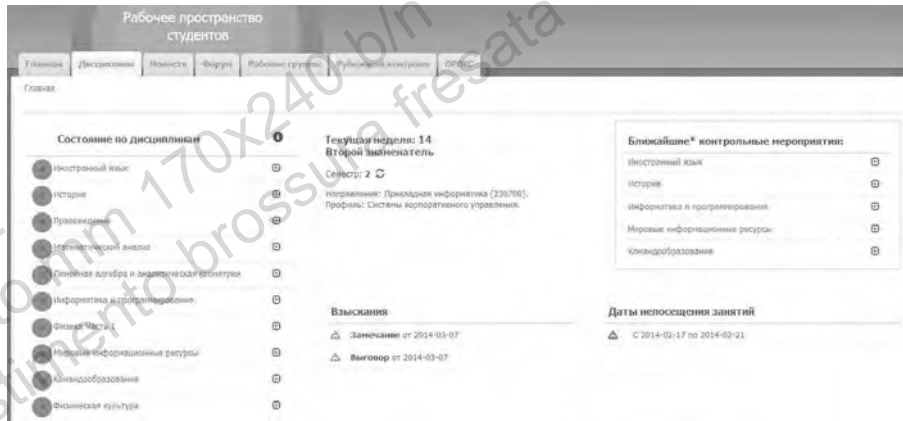 Рабочее пространство
студентов
Главная Дисциплины Новости Форум Рабочие группы Рубежный контроль ОРОКС
Главная
Состояние по дисциплинам
Иностранный язык
История
Правоведение
Математический анализ
Линейная алгебра и аналитическая геометрия
Информатика и программирование
Физика Часть 1
Мировые информационные ресурсы
Командообразование
Физическая культура
Текущая неделя: 14
Второй знаменатель
Семестр: 2
Направление: Прикладная информатика (230700).
Профиль: Системы корпоративного управления.
Ближайшие* контрольные мероприятия:
Иностранный язык
История
Информатика и программирование
Мировые информационные ресурсы
Командообразование
Взыскания
Замечание от 2014-03-07
Выговор от 2014-03-07
Даты непосещения занятий
С 2014-02-17 по 2014-02-21
mm 170x240 b/n
brossura fresata